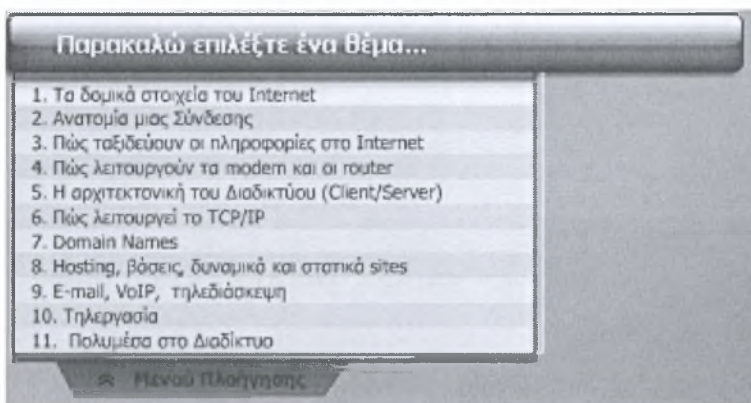 Παρακαλώ επιλέξτε ένα θέμα...
1. Τα δομικά στοιχεία του Internet
2. Ανατομία μιας Σύνδεσης
3. Πώς ταξιδεύουν οι πληροφορίες στο Internet
4. Πώς λειτουργούν τα modem και οι router
5. Η αρχιτεκτονική του Διαδικτύου (Client/Server)
6. Πώς λειτουργεί το TCP/IP
7. Domain Names
8. Hosting, βάσεις, δυναμικά και στατικά sites
9. E-mail, VoIP, τηλεδιάσκεψη
10. Τηλεργασία
11. Πολυμέσα στο Διαδίκτυο
Μενού Πλοήγησης